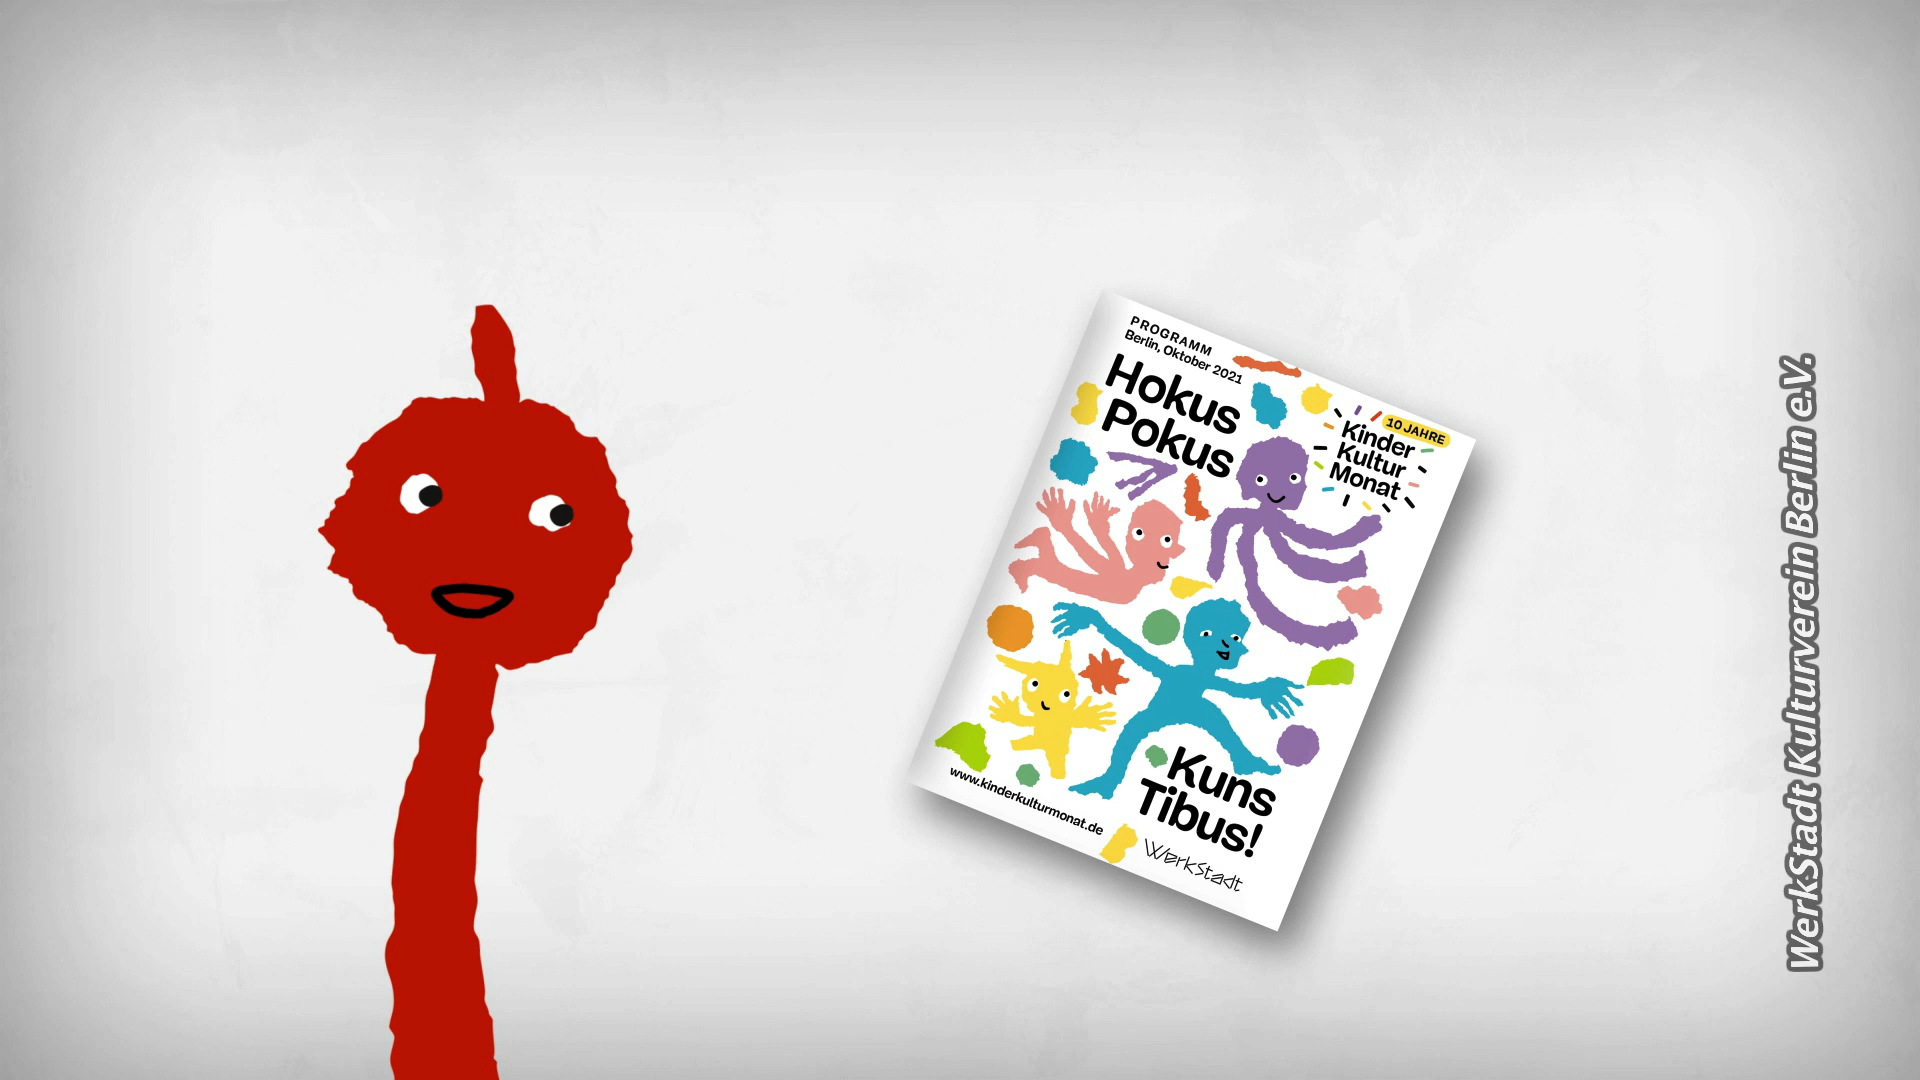 PROGRAMM
Berlin, Oktober 2021
Hokus
Pokus
10 JAHRE
Kinder
Kultur
Monat
Kuns
Tibus!
www.kinderkulturmonat.de
WerkStadt
WerkStadt Kulturverein Berlin e.V.